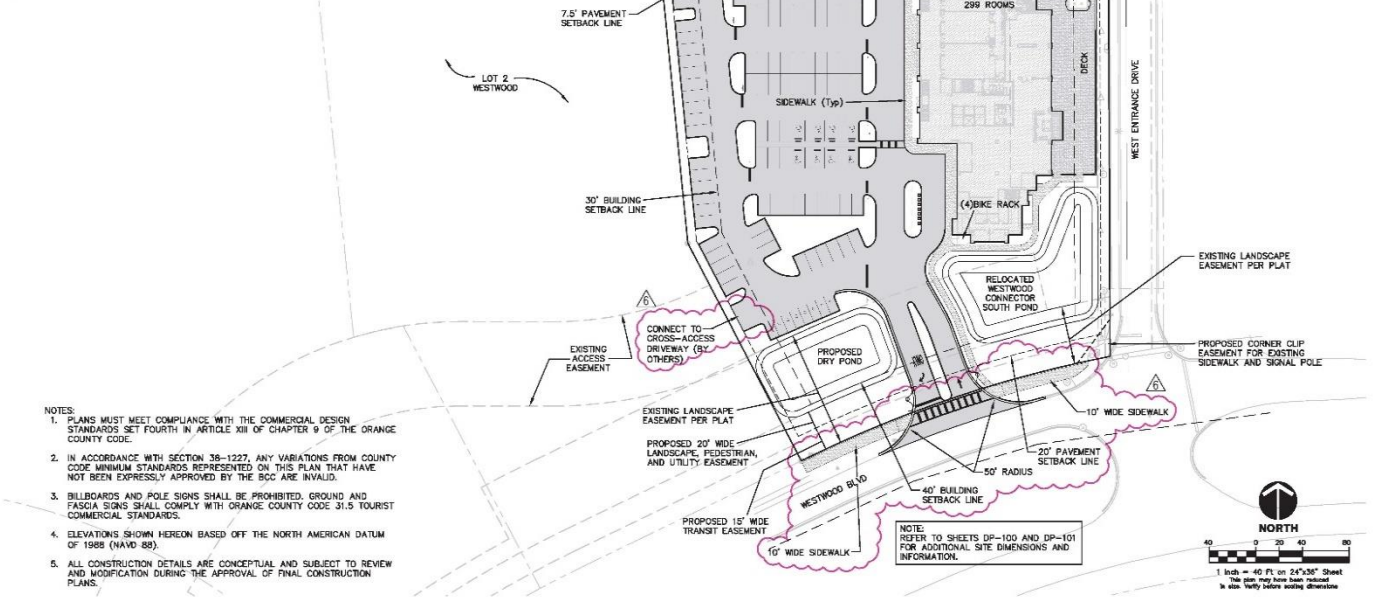 299 ROOMS
7.5' PAVEMENT
SETBACK LINE
DECK
LOT 2
WESTWOOD
SIDEWALK (Typ)
WEST ENTRANCE DRIVE
30' BUILDING
SETBACK LINE
(4)BIKE RACK
EXISTING LANDSCAPE
EASEMENT PER PLAT
RELOCATED
WESTWOOD
CONNECTOR
SOUTH POND
6
CONNECT TO
CROSS-ACCESS
DRIVEWAY (BY
OTHERS)
EXISTING
ACCESS
EASEMENT
PROPOSED
DRY POND
PROPOSED CORNER CLIP
EASEMENT FOR EXISTING
SIDEWALK AND SIGNAL POLE
6
EXISTING LANDSCAPE
EASEMENT PER PLAT
10' WIDE SIDEWALK
PROPOSED 20' WIDE
LANDSCAPE, PEDESTRIAN,
AND UTILITY EASEMENT
20' PAVEMENT
SETBACK LINE
50' RADIUS
40' BUILDING
SETBACK LINE
WESTWOOD BLVD
PROPOSED 15' WIDE
TRANSIT EASEMENT
10' WIDE SIDEWALK
NOTE:
REFER TO SHEETS DP-100 AND DP-101
FOR ADDITIONAL SITE DIMENSIONS AND
INFORMATION.
NOTES:
1. PLANS MUST MEET COMPLIANCE WITH THE COMMERCIAL DESIGN
STANDARDS SET FOURTH IN ARTICLE XIII OF CHAPTER 9 OF THE ORANGE
COUNTY CODE.
2. IN ACCORDANCE WITH SECTION 38-1227, ANY VARIATIONS FROM COUNTY
CODE MINIMUM STANDARDS REPRESENTED ON THIS PLAN THAT HAVE
NOT BEEN EXPRESSLY APPROVED BY THE BCC ARE INVALID.
3. BILLBOARDS AND POLE SIGNS SHALL BE PROHIBITED. GROUND AND
FASCIA SIGNS SHALL COMPLY WITH ORANGE COUNTY CODE 31.5 TOURIST
COMMERCIAL STANDARDS.
4. ELEVATIONS SHOWN HEREON BASED OFF THE NORTH AMERICAN DATUM
OF 1988 (NAVD 88).
5. ALL CONSTRUCTION DETAILS ARE CONCEPTUAL AND SUBJECT TO REVIEW
AND MODIFICATION DURING THE APPROVAL OF FINAL CONSTRUCTION
PLANS.
NORTH
40 0 20 40 80
1 inch = 40 Ft on 24"x36" Sheet
This plan may have been reduced
in size. Verify before scaling dimensions